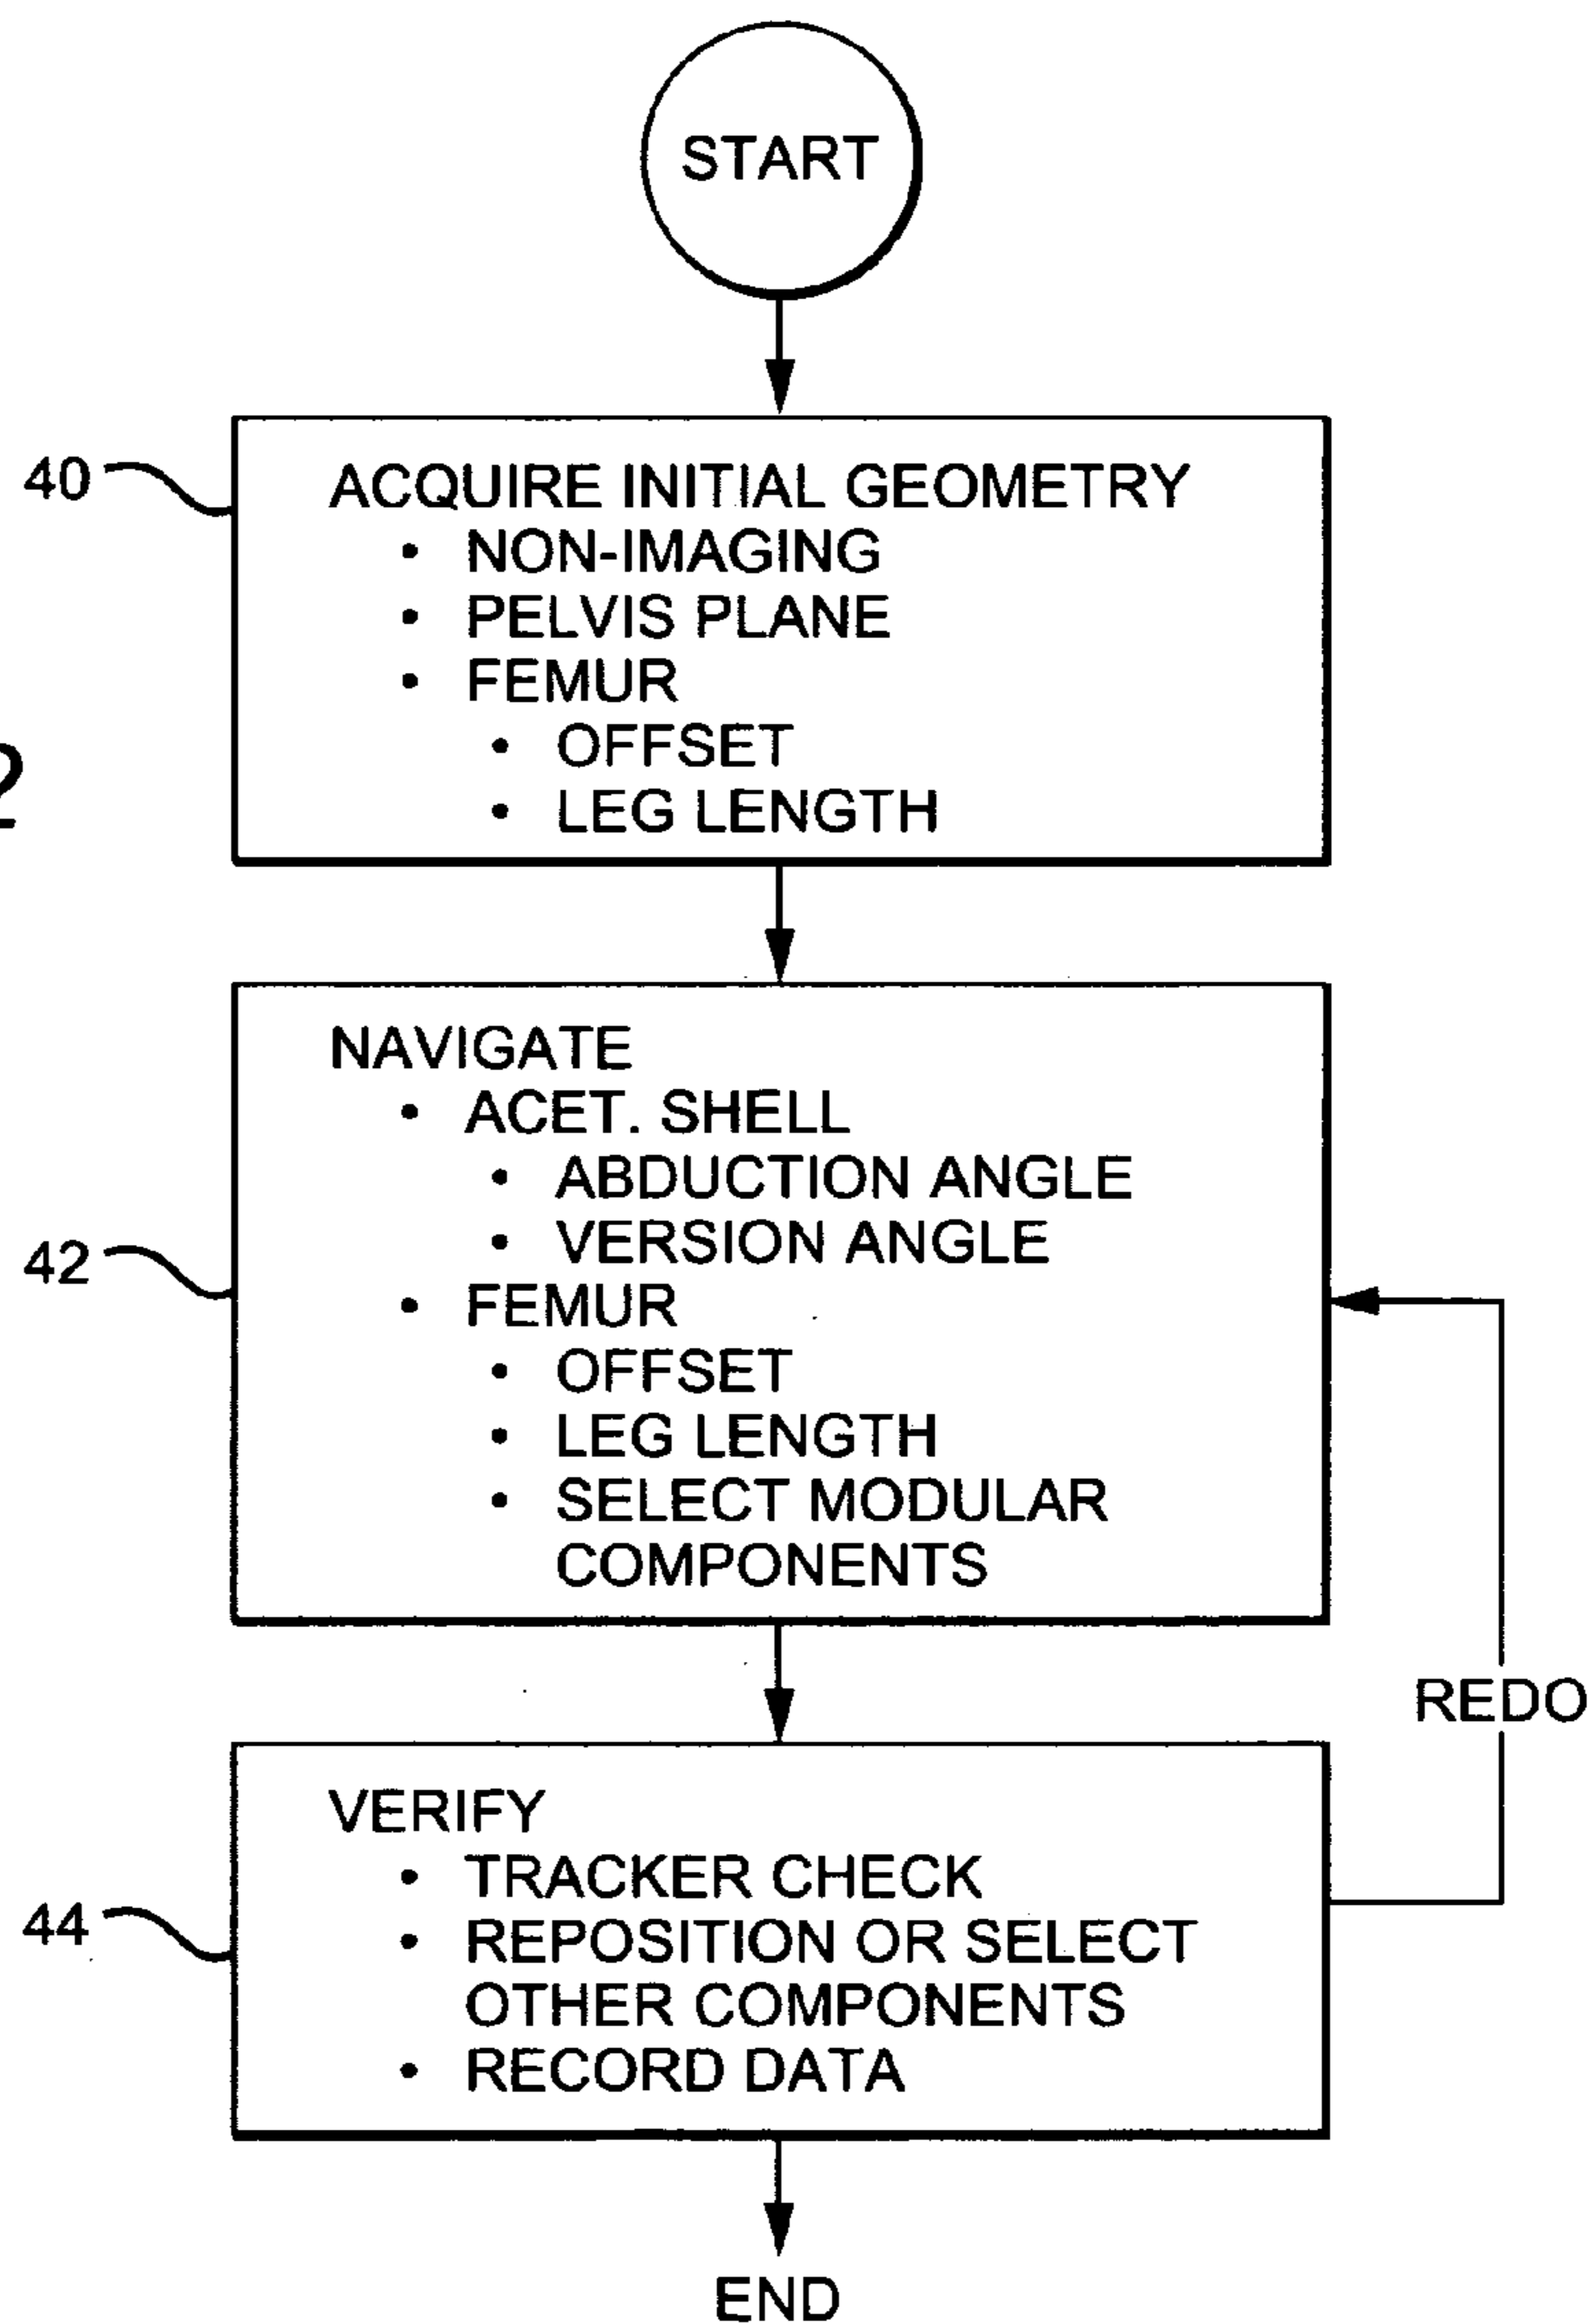 START
40
ACQUIRE INITIAL GEOMETRY
• NON-IMAGING
• PELVIS PLANE
• FEMUR
• OFFSET
• LEG LENGTH
2
NAVIGATE
• ACET. SHELL
• ABDUCTION ANGLE
• VERSION ANGLE
42
• FEMUR
• OFFSET
• LEG LENGTH
• SELECT MODULAR
COMPONENTS
REDO
VERIFY
• TRACKER CHECK
44
• REPOSITION OR SELECT
OTHER COMPONENTS
• RECORD DATA
END